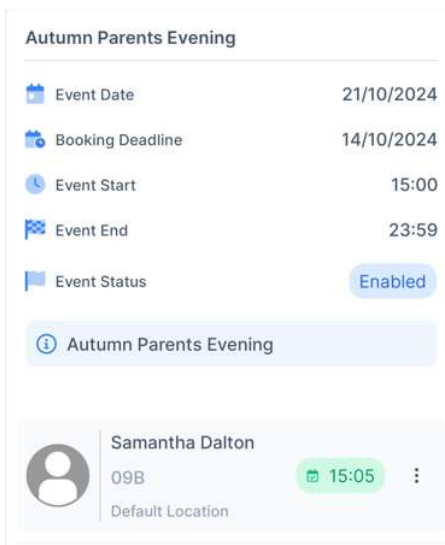 Autumn Parents Evening
Event Date 21/10/2024
Booking Deadline 14/10/2024
Event Start 15:00
Event End 23:59
Event Status Enabled
Autumn Parents Evening
Samantha Dalton
09B 15:05
Default Location